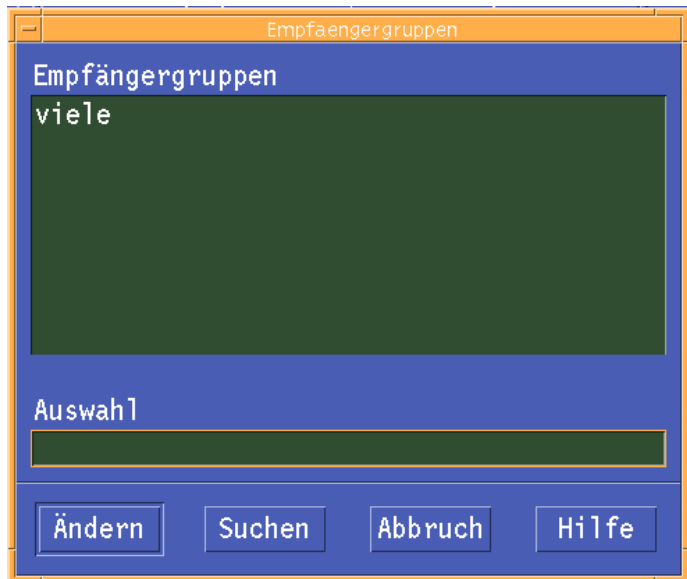 Empfaengergruppen
Empfängergruppen
viele
Auswahl
Ändern Suchen Abbruch Hilfe